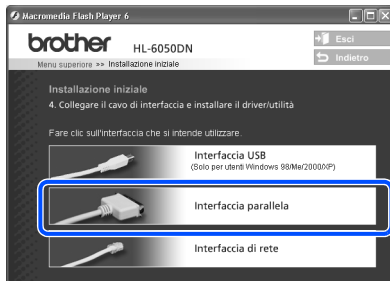 Macromedia Flash Player 6
brother HL-6050DN
Esci
Indietro
Menu superiore >> Installazione iniziale
Installazione iniziale
4. Collegare il cavo di interfaccia e installare il driver/utilità
Fare clic sull'interfaccia che si intende utilizzare.
Interfaccia USB
(Solo per utenti Windows 98/Me/2000/XP)
Interfaccia parallela
Interfaccia di rete